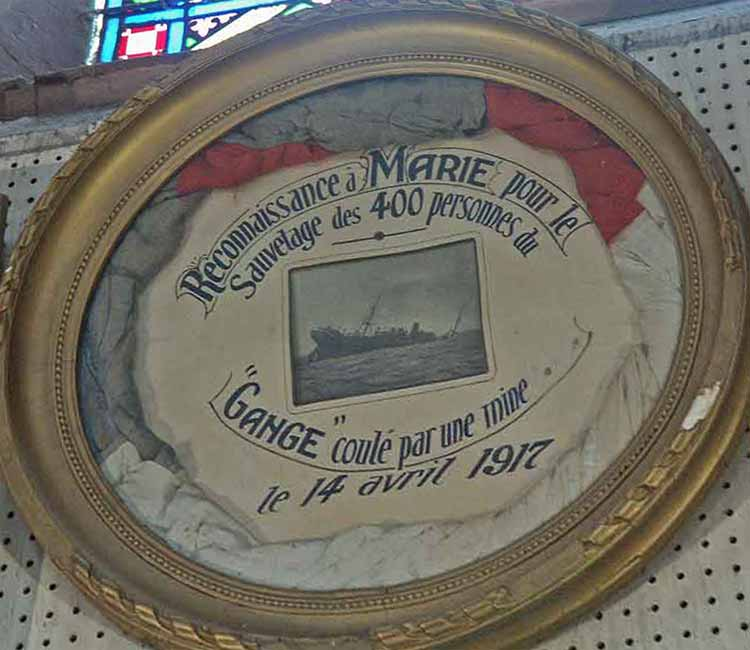 Reconnaissance à MARIE pour le
Sauvetage des 400 personnes du
"GANGE" coulé par une mine
le 14 avril 1917